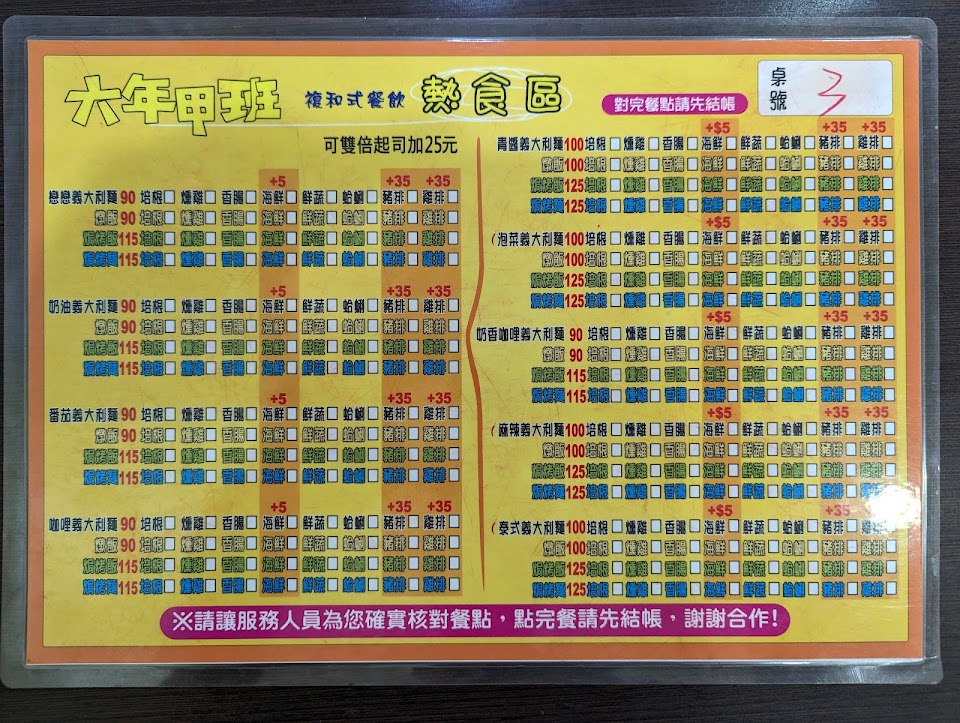 六年甲班 複和式餐飲 熱食區
對完餐點請先結帳
桌號 3
可雙倍起司加25元
+5 +35 +35
戀戀義大利麵 90 培根 燻雞 香腸 海鮮 鮮蔬 蛤蜊 豬排 雞排
燉飯 90 培根 燻雞 香腸 海鮮 鮮蔬 蛤蜊 豬排 雞排
焗烤飯 115 培根 燻雞 香腸 海鮮 鮮蔬 蛤蜊 豬排 雞排
焗烤麵 115 培根 燻雞 香腸 海鮮 鮮蔬 蛤蜊 豬排 雞排
+5 +35 +35
奶油義大利麵 90 培根 燻雞 香腸 海鮮 鮮蔬 蛤蜊 豬排 雞排
燉飯 90 培根 燻雞 香腸 海鮮 鮮蔬 蛤蜊 豬排 雞排
焗烤飯 115 培根 燻雞 香腸 海鮮 鮮蔬 蛤蜊 豬排 雞排
焗烤麵 115 培根 燻雞 香腸 海鮮 鮮蔬 蛤蜊 豬排 雞排
+5 +35 +35
番茄義大利麵 90 培根 燻雞 香腸 海鮮 鮮蔬 蛤蜊 豬排 雞排
燉飯 90 培根 燻雞 香腸 海鮮 鮮蔬 蛤蜊 豬排 雞排
焗烤飯 115 培根 燻雞 香腸 海鮮 鮮蔬 蛤蜊 豬排 雞排
焗烤麵 115 培根 燻雞 香腸 海鮮 鮮蔬 蛤蜊 豬排 雞排
+5 +35 +35
咖哩義大利麵 90 培根 燻雞 香腸 海鮮 鮮蔬 蛤蜊 豬排 雞排
燉飯 90 培根 燻雞 香腸 海鮮 鮮蔬 蛤蜊 豬排 雞排
焗烤飯 115 培根 燻雞 香腸 海鮮 鮮蔬 蛤蜊 豬排 雞排
焗烤麵 115 培根 燻雞 香腸 海鮮 鮮蔬 蛤蜊 豬排 雞排
+$5 +35 +35
青醬義大利麵 100 培根 燻雞 香腸 海鮮 鮮蔬 蛤蜊 豬排 雞排
燉飯 100 培根 燻雞 香腸 海鮮 鮮蔬 蛤蜊 豬排 雞排
焗烤飯 125 培根 燻雞 香腸 海鮮 鮮蔬 蛤蜊 豬排 雞排
焗烤麵 125 培根 燻雞 香腸 海鮮 鮮蔬 蛤蜊 豬排 雞排
+$5 +35 +35
(泡菜義大利麵 100 培根 燻雞 香腸 海鮮 鮮蔬 蛤蜊 豬排 雞排
燉飯 100 培根 燻雞 香腸 海鮮 鮮蔬 蛤蜊 豬排 雞排
焗烤飯 125 培根 燻雞 香腸 海鮮 鮮蔬 蛤蜊 豬排 雞排
焗烤麵 125 培根 燻雞 香腸 海鮮 鮮蔬 蛤蜊 豬排 雞排
+$5 +35 +35
奶香咖哩義大利麵 90 培根 燻雞 香腸 海鮮 鮮蔬 蛤蜊 豬排 雞排
燉飯 90 培根 燻雞 香腸 海鮮 鮮蔬 蛤蜊 豬排 雞排
焗烤飯 115 培根 燻雞 香腸 海鮮 鮮蔬 蛤蜊 豬排 雞排
焗烤麵 115 培根 燻雞 香腸 海鮮 鮮蔬 蛤蜊 豬排 雞排
+$5 +35 +35
(麻辣義大利麵 100 培根 燻雞 香腸 海鮮 鮮蔬 蛤蜊 豬排 雞排
燉飯 100 培根 燻雞 香腸 海鮮 鮮蔬 蛤蜊 豬排 雞排
焗烤飯 125 培根 燻雞 香腸 海鮮 鮮蔬 蛤蜊 豬排 雞排
焗烤麵 125 培根 燻雞 香腸 海鮮 鮮蔬 蛤蜊 豬排 雞排
+$5 +35
(泰式義大利麵 100 培根 燻雞 香腸 海鮮 鮮蔬 蛤蜊 豬排 雞排
燉飯 100 培根 燻雞 香腸 海鮮 鮮蔬 蛤蜊 豬排 雞排
焗烤飯 125 培根 燻雞 香腸 海鮮 鮮蔬 蛤蜊 豬排 雞排
焗烤麵 125 培根 燻雞 香腸 海鮮 鮮蔬 蛤蜊 豬排 雞排
※請讓服務人員為您確實核對餐點，點完餐請先結帳，謝謝合作!